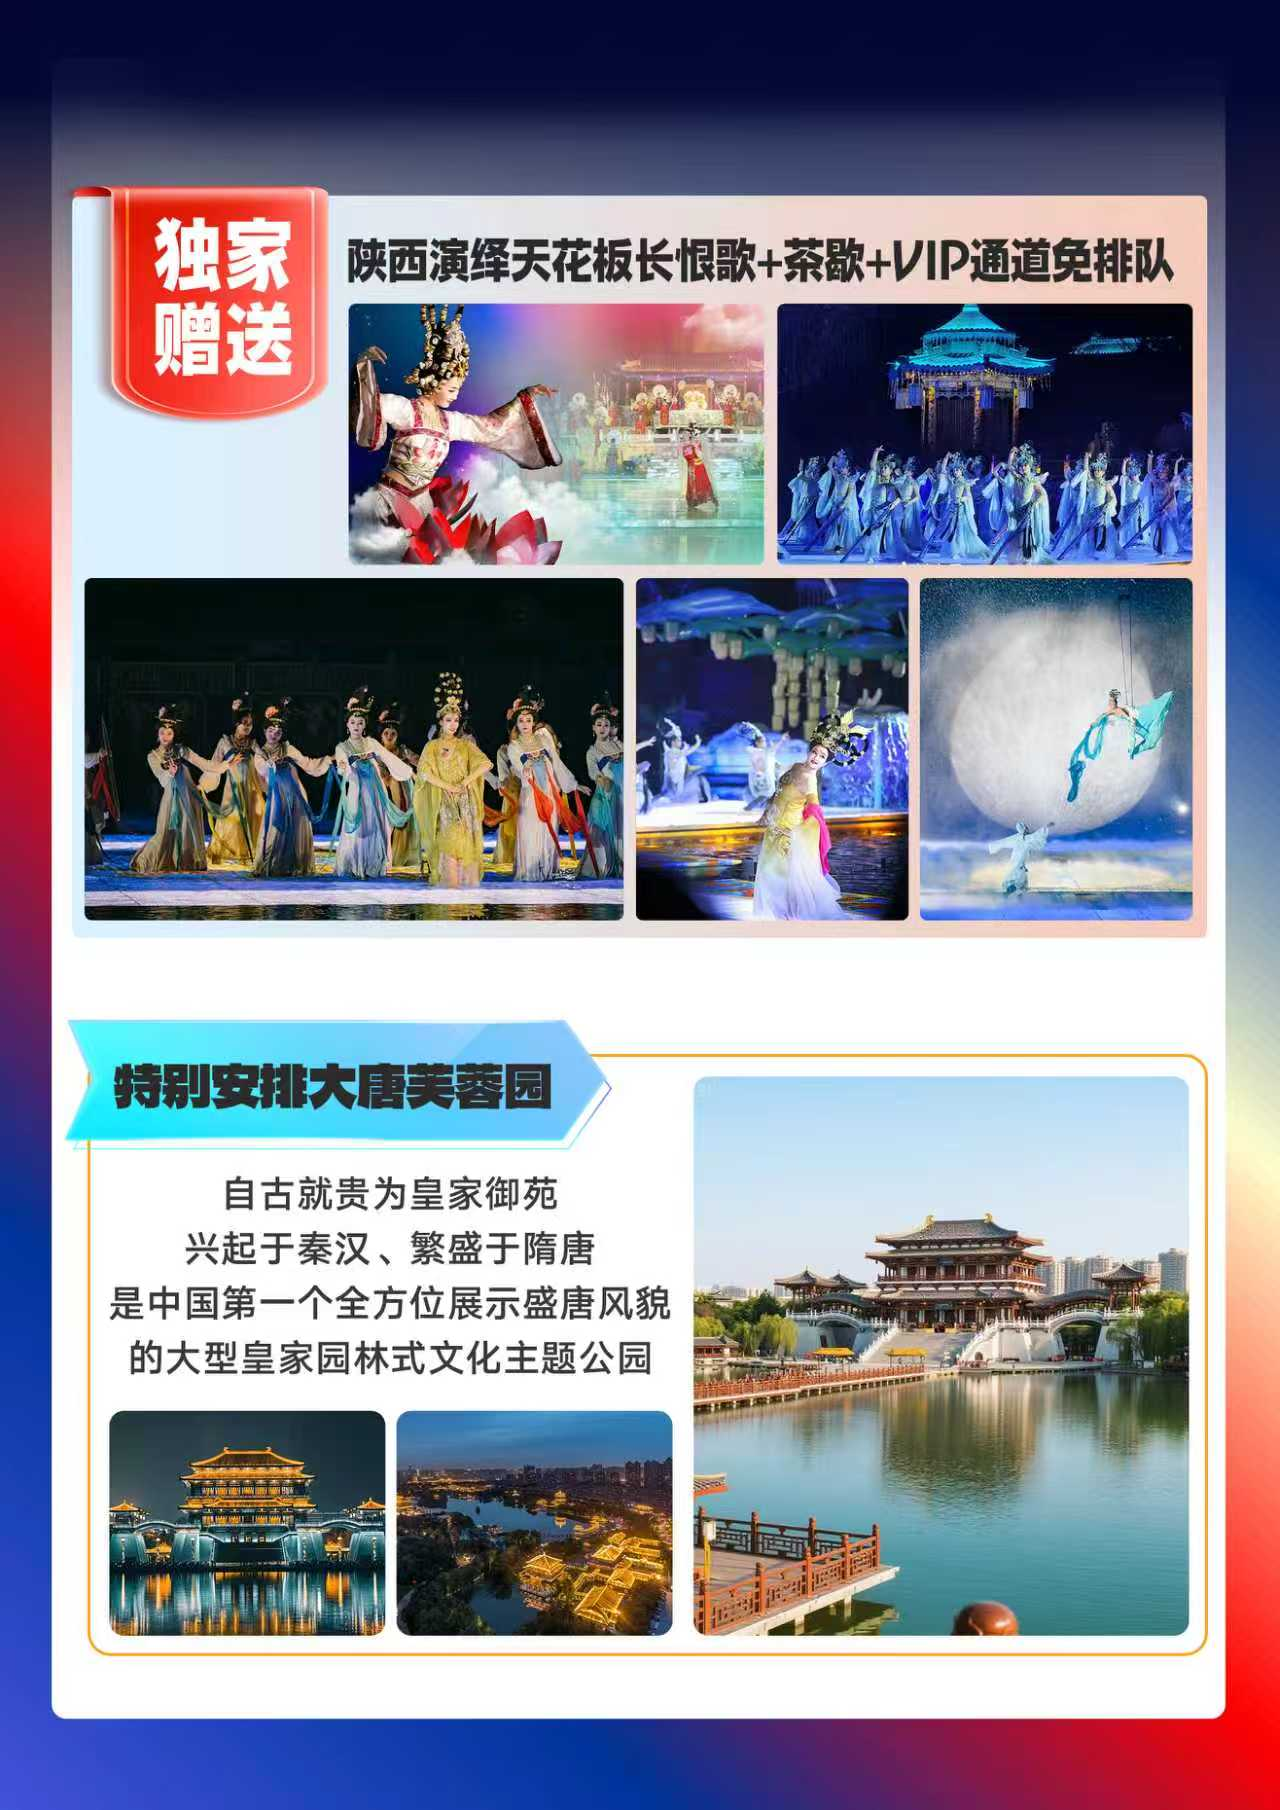 独家
赠送
陕西演绎天花板长恨歌+茶歇+VIP通道免排队
特别安排大唐芙蓉园
自古就贵为皇家御苑
兴起于秦汉、繁盛于隋唐
是中国第一个全方位展示盛唐风貌
的大型皇家园林式文化主题公园